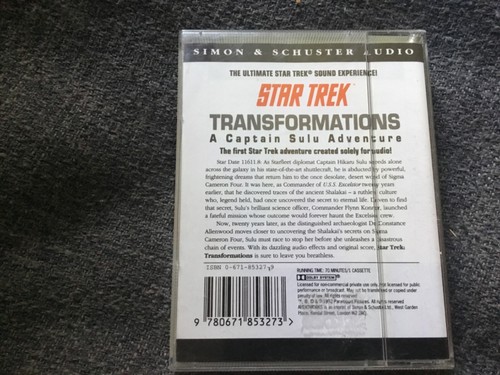 SIMON & SCHUSTER AUDIO
THE ULTIMATE STAR TREK® SOUND EXPERIENCE!
STAR TREK
TRANSFORMATIONS
A Captain Sulu Adventure
The first Star Trek adventure created solely for audio!
Star Date 11611.8: As Starfleet diplomat Captain Hikaru Sulu speeds alone
across the galaxy in his state-of-the-art shuttlecraft, he is abducted by powerful,
frightening dreams that return him to the once desolate, desert world of Sigma
Cameron Four. It was here, as Commander of U.S.S. Excelsior twenty years
earlier, that he discovered traces of the ancient Shalakai – a ruthless culture
who, legend held, had once uncovered the secret to eternal life. Driven to find
that secret, Sulu's brilliant science officer, Commander Flynn launched
a fateful mission whose outcome would forever haunt the Excelsior crew.
Now, twenty years later, as the distinguished archaeologist Dr. Constance
Allenwood moves closer to uncovering the Shalakai's secrets on Sigma
Cameron Four, Sulu must race to stop her before she unleashes a disastrous
chain of events. With its dazzling audio effects and original score, Star Trek:
Transformations is sure to leave you breathless.
ISBN 0-671-85327-9
9 780671 853273 >
RUNNING TIME: 70 MINUTES/1 CASSETTE
DOLBY SYSTEM
Licensed for non-commercial private use only, not licensed for public
performance or broadcast. May not be transferred or copied under
penalty of law.
Paramount Pictures. All Rights Reserved.
is an imprint of Simon & Schuster Ltd, West Garden
Place, Kendal Street, London W2 2AQ.